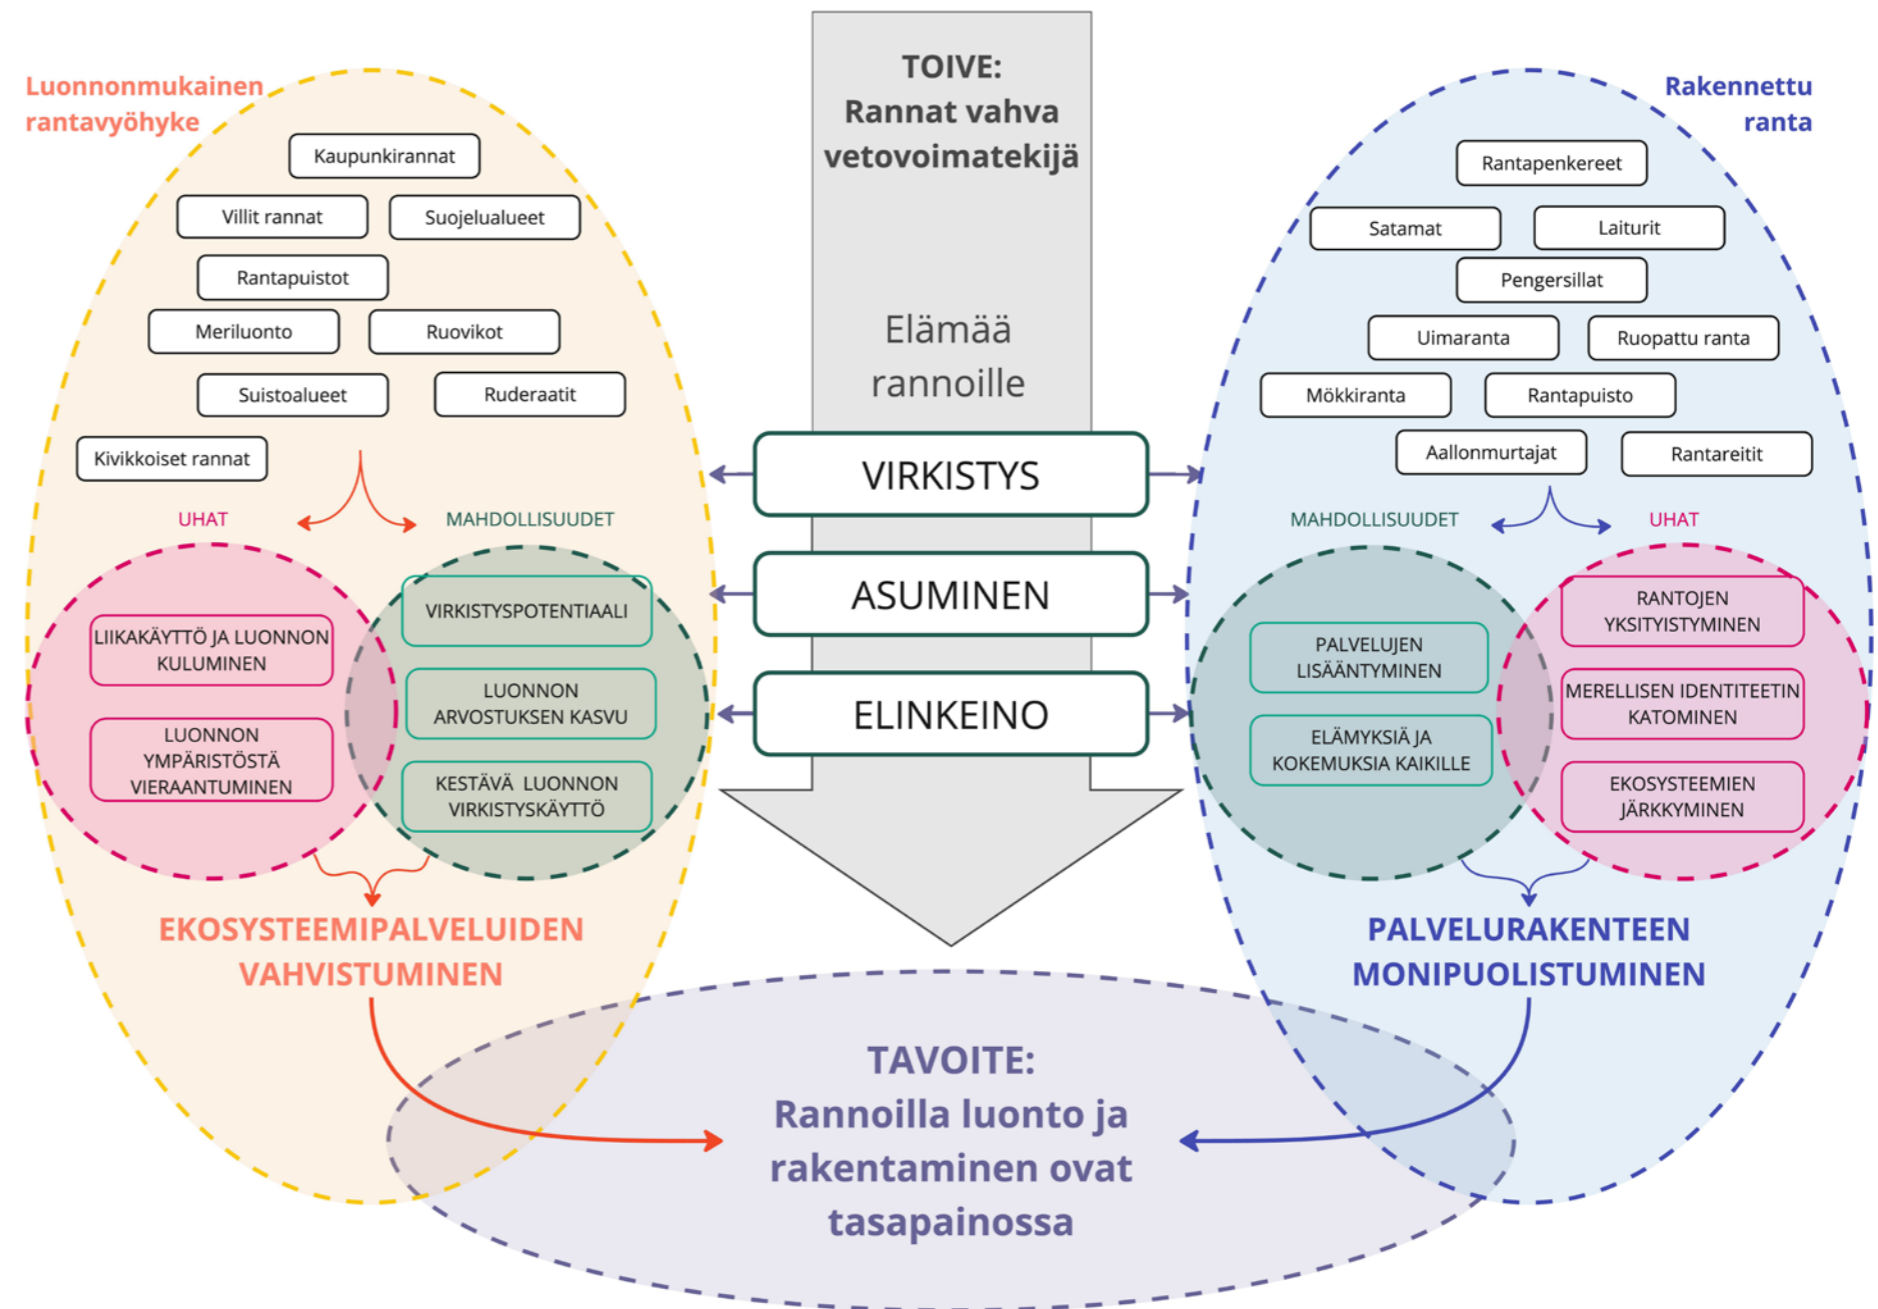 Luonnonmukainen
rantavyöhyke
Kaupunkirannat
Villit rannat
Suojelualueet
Rantapuistot
Meriluonto
Ruovikot
Suistoalueet
Ruderaatit
Kivikkoiset rannat
UHAT
MAHDOLLISUUDET
LIIKAKÄYTTÖ JA LUONNON
KULUMINEN
LUONNON
YMPÄRISTÖSTÄ
VIERAANTUMINEN
VIRKISTYSPOTENTIAALI
LUONNON
ARVOSTUKSEN KASVU
KESTÄVÄ LUONNON
VIRKISTYSKÄYTTÖ
EKOSYSTEEMIPALVELUIDEN
VAHVISTUMINEN
TOIVE:
Rannat vahva
vetovoimatekijä
Elämää
rannoille
VIRKISTYS
ASUMINEN
ELINKEINO
Rakennettu
ranta
Rantapenkereet
Satamat
Laiturit
Pengersillat
Uimaranta
Ruopattu ranta
Mökkiranta
Rantapuisto
Aallonmurtajat
Rantareitit
MAHDOLLISUUDET
UHAT
PALVELUJEN
LISÄÄNTYMINEN
ELÄMYKSIÄ JA
KOKEMUKSIA KAIKILLE
RANTOJEN
YKSITYISTYMINEN
MERELLISEN IDENTITEETIN
KATOMINEN
EKOSYSTEEMIEN
JÄRKKYMINEN
PALVELURAKENTEEN
MONIPUOLISTUMINEN
TAVOITE:
Rannoilla luonto ja
rakentaminen ovat
tasapainossa